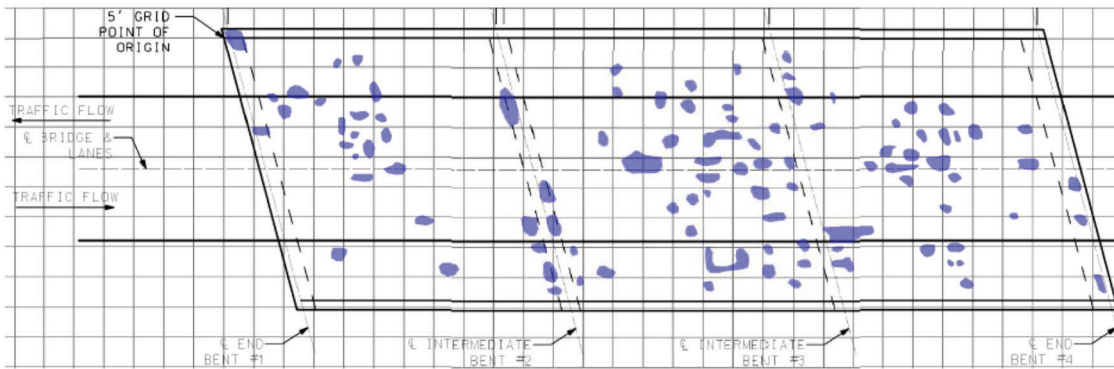 5' GRID
POINT OF
ORIGIN
TRAFFIC FLOW
℄ BRIDGE &
LANES
TRAFFIC FLOW
℄ END
BENT #1
℄ INTERMEDIATE
BENT #2
℄ INTERMEDIATE
BENT #3
℄ END
BENT #4